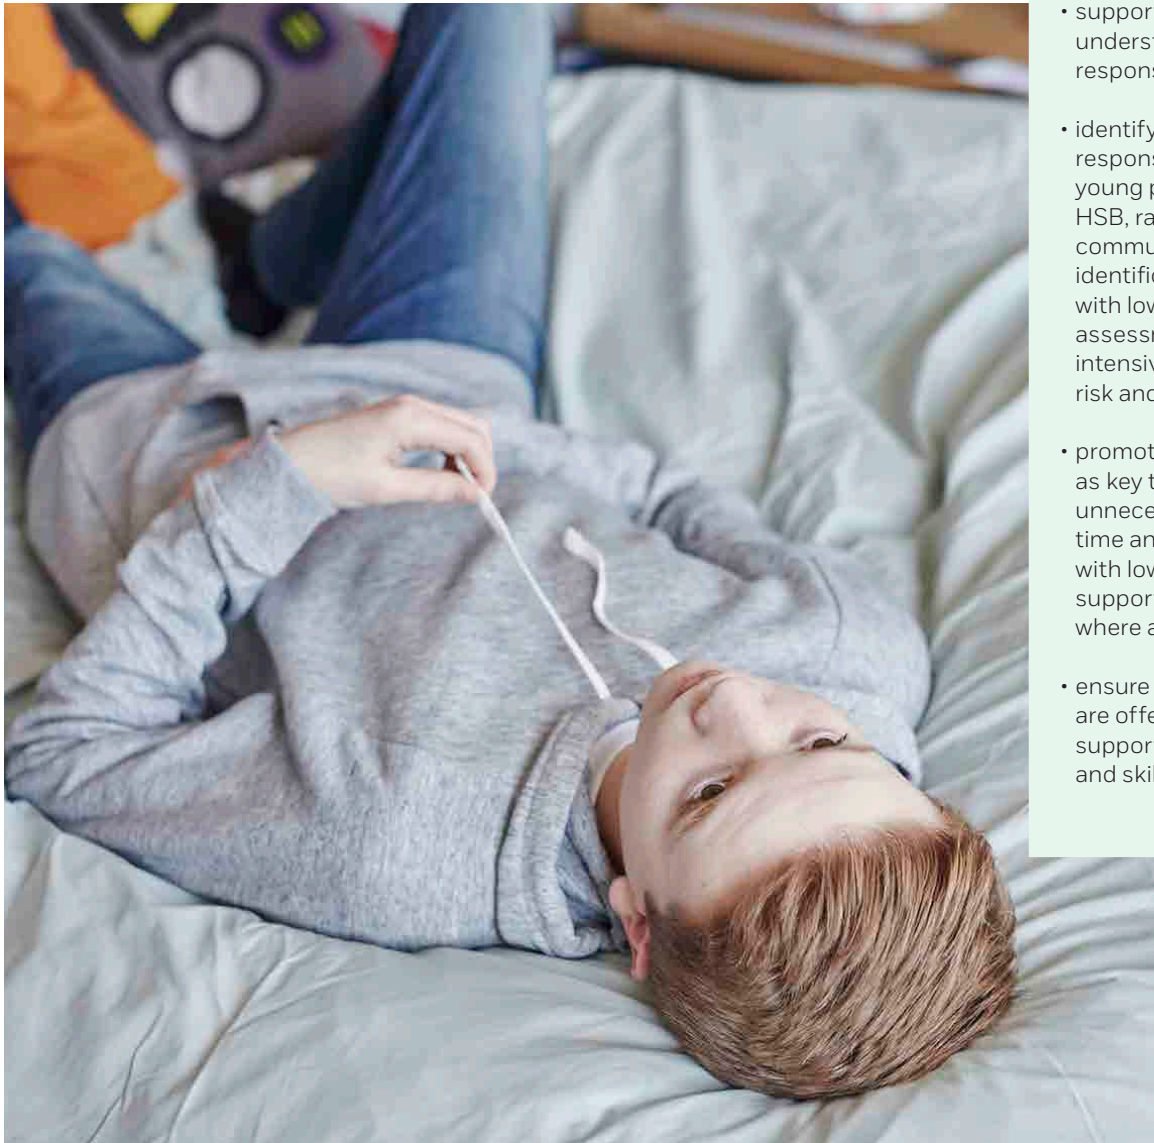 • suppor
underst
respons
• identify
respons
young p
HSB, ra
commu
identific
with low
assessm
intensiv
risk and
• promot
as key t
unnece
time an
with low
suppor
where a
• ensure
are offe
suppor
and skil